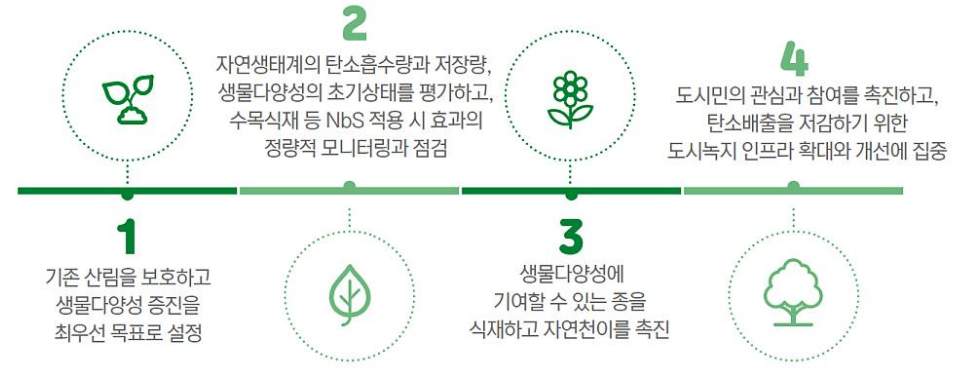 1
기존 산림을 보호하고
생물다양성 증진을
최우선 목표로 설정
2
자연생태계의 탄소흡수량과 저장량,
생물다양성의 초기상태를 평가하고,
수목식재 등 NbS 적용 시 효과의
정량적 모니터링과 점검
3
생물다양성에
기여할 수 있는 종을
식재하고 자연천이를 촉진
4
도시민의 관심과 참여를 촉진하고,
탄소배출을 저감하기 위한
도시녹지 인프라 확대와 개선에 집중